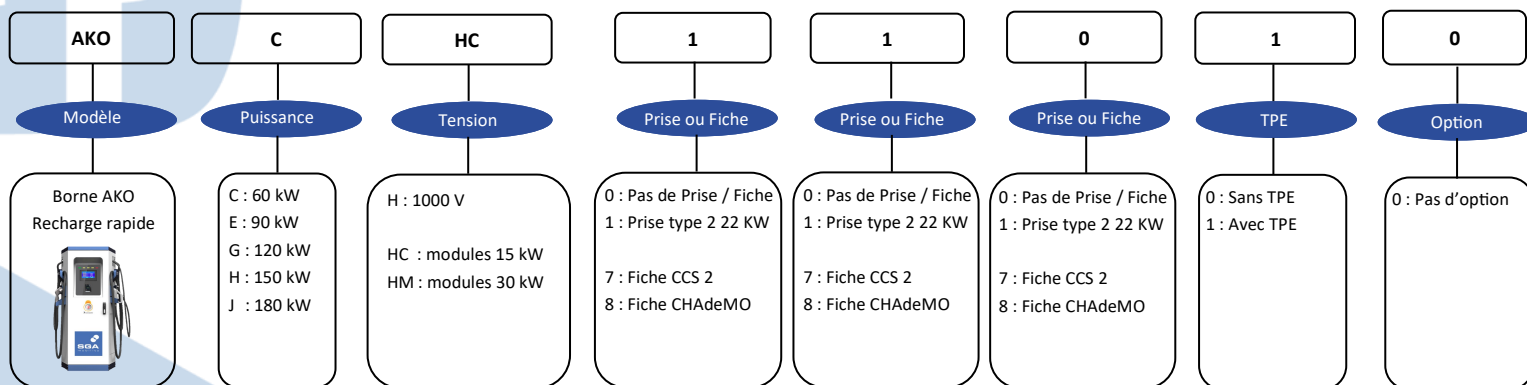 AKO
C
HC
1
1
0
1
0
Modèle
Puissance
Tension
Prise ou Fiche
Prise ou Fiche
Prise ou Fiche
TPE
Option
Borne AKO
Recharge rapide
SGA
C : 60 kW
E : 90 kW
G : 120 kW
H : 150 kW
J : 180 kW
H : 1000 V
HC : modules 15 kW
HM : modules 30 kW
0 : Pas de Prise / Fiche
1 : Prise type 2 22 KW
7 : Fiche CCS 2
8 : Fiche CHAdeMO
0 : Pas de Prise / Fiche
1 : Prise type 2 22 KW
7 : Fiche CCS 2
8 : Fiche CHAdeMO
0 : Pas de Prise / Fiche
1 : Prise type 2 22 KW
7 : Fiche CCS 2
8 : Fiche CHAdeMO
0 : Sans TPE
1 : Avec TPE
0 : Pas d’option